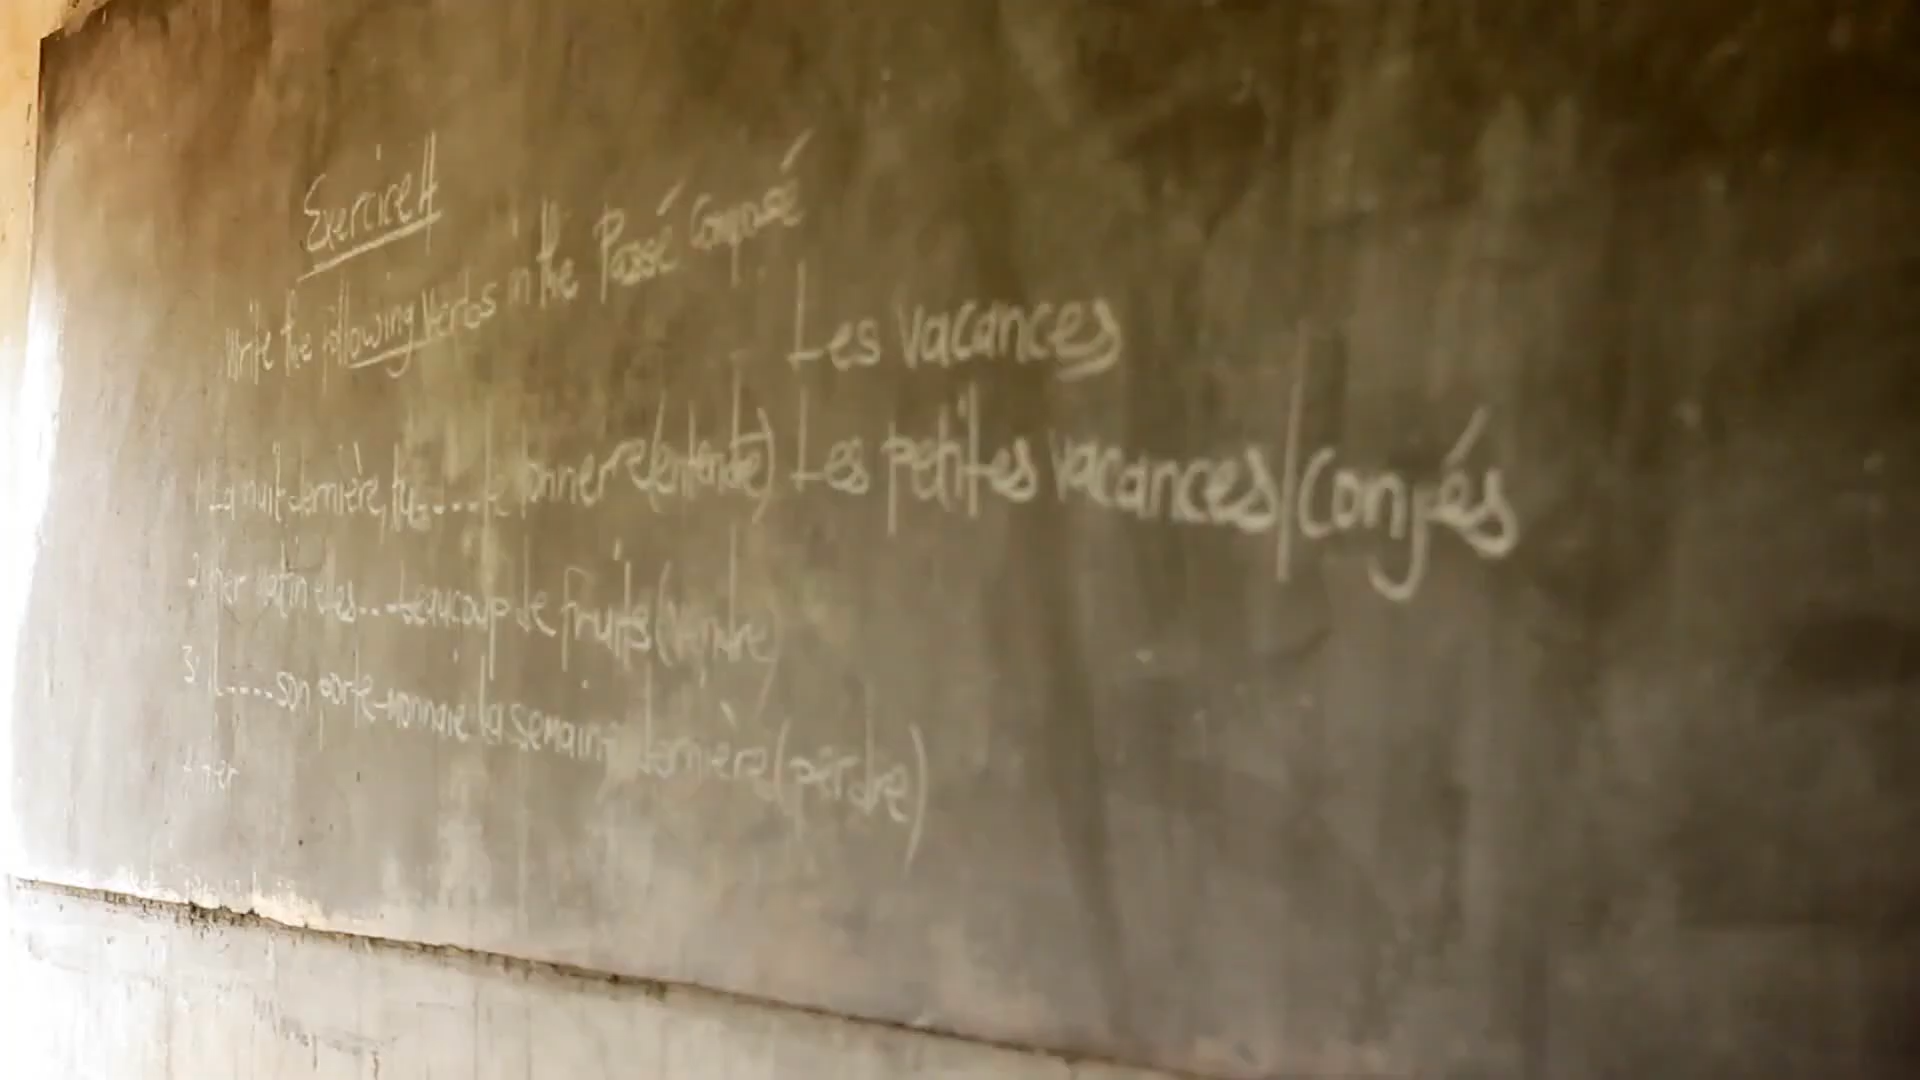 Exercice A
Write the following verbs in the Passé Composé
Les vacances
1. La nuit dernière, tu.... le tonnerre (entendre)
Les petites vacances/Congés
2. Hier matin elles....beaucoup de fruits (vendre)
3. il....son porte-monnaie la semaine dernière (perdre)
4. Hier